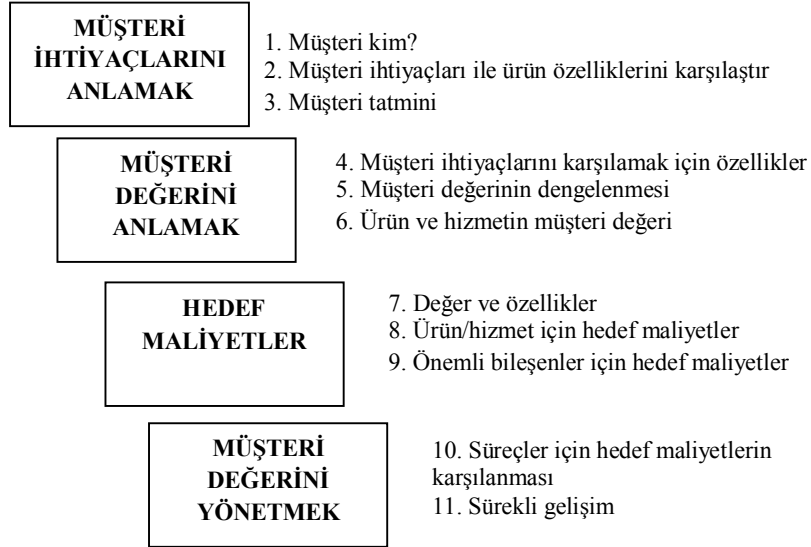 MÜŞTERİ
İHTİYAÇLARINI
ANLAMAK
1. Müşteri kim?
2. Müşteri ihtiyaçları ile ürün özelliklerini karşılaştır
3. Müşteri tatmini
MÜŞTERİ
DEĞERİNİ
ANLAMAK
4. Müşteri ihtiyaçlarını karşılamak için özellikler
5. Müşteri değerinin dengelenmesi
6. Ürün ve hizmetin müşteri değeri
HEDEF
MALİYETLER
7. Değer ve özellikler
8. Ürün/hizmet için hedef maliyetler
9. Önemli bileşenler için hedef maliyetler
MÜŞTERİ
DEĞERİNİ
YÖNETMEK
10. Süreçler için hedef maliyetlerin
karşılanması
11. Sürekli gelişim